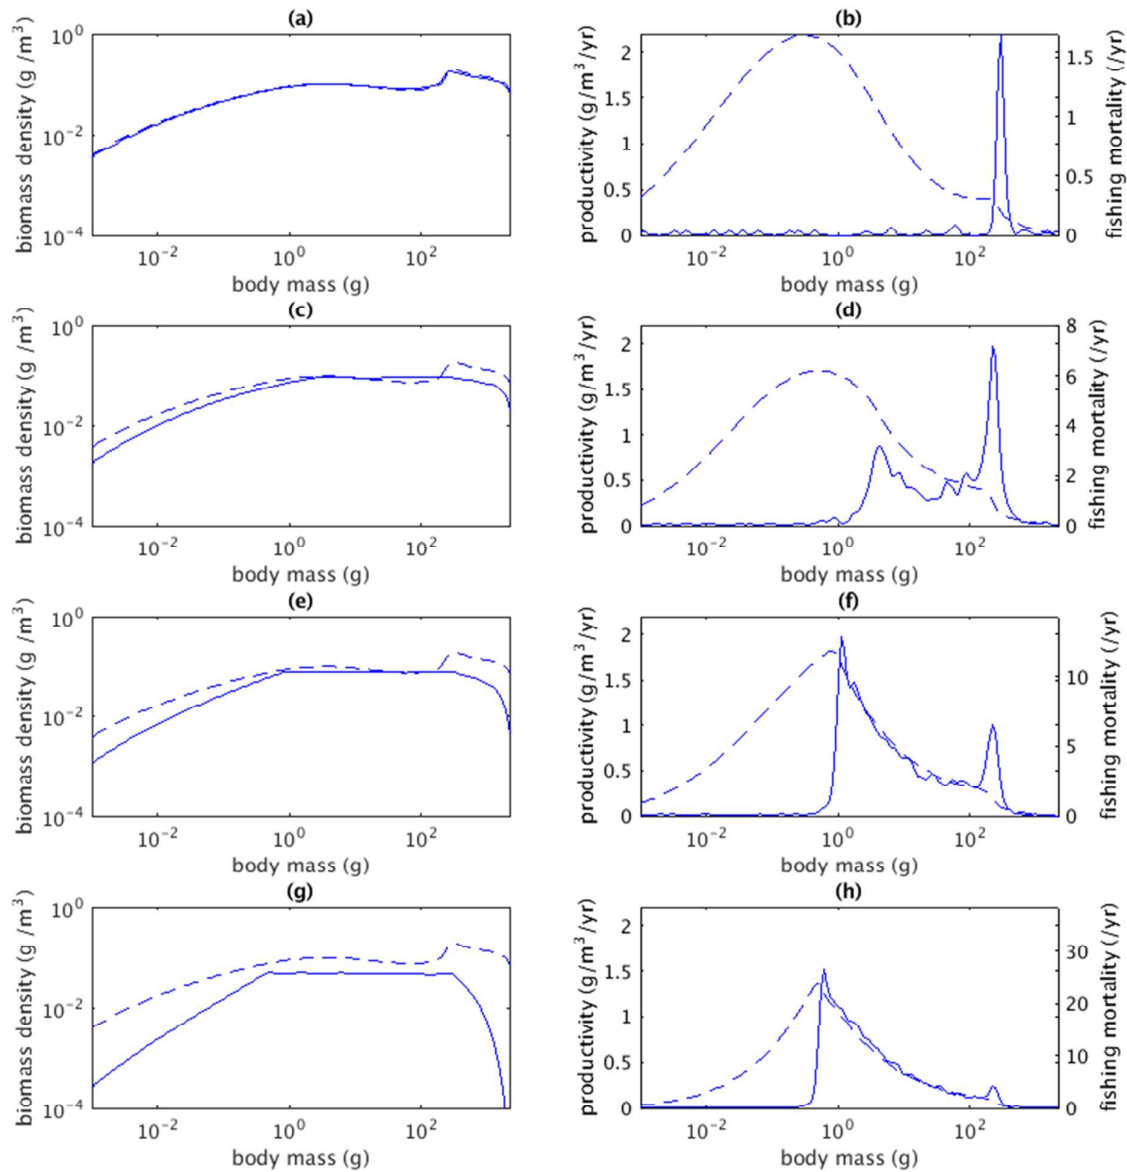 (a)
biomass density (g /m³)
10⁰
10⁻²
10⁻⁴
10⁻² 10⁰ 10²
body mass (g)
(b)
productivity (g/m³/yr)
2
1.5
1
0.5
0
1.5
1
0.5
0
fishing mortality (/yr)
10⁻² 10⁰ 10²
body mass (g)
(c)
biomass density (g /m³)
10⁰
10⁻²
10⁻⁴
10⁻² 10⁰ 10²
body mass (g)
(d)
productivity (g/m³/yr)
2
1.5
1
0.5
0
8
6
4
2
0
fishing mortality (/yr)
10⁻² 10⁰ 10²
body mass (g)
(e)
biomass density (g /m³)
10⁰
10⁻²
10⁻⁴
10⁻² 10⁰ 10²
body mass (g)
(f)
productivity (g/m³/yr)
2
1.5
1
0.5
0
10
5
0
fishing mortality (/yr)
10⁻² 10⁰ 10²
body mass (g)
(g)
biomass density (g /m³)
10⁰
10⁻²
10⁻⁴
10⁻² 10⁰ 10²
body mass (g)
(h)
productivity (g/m³/yr)
2
1.5
1
0.5
0
30
20
10
0
fishing mortality (/yr)
10⁻² 10⁰ 10²
body mass (g)